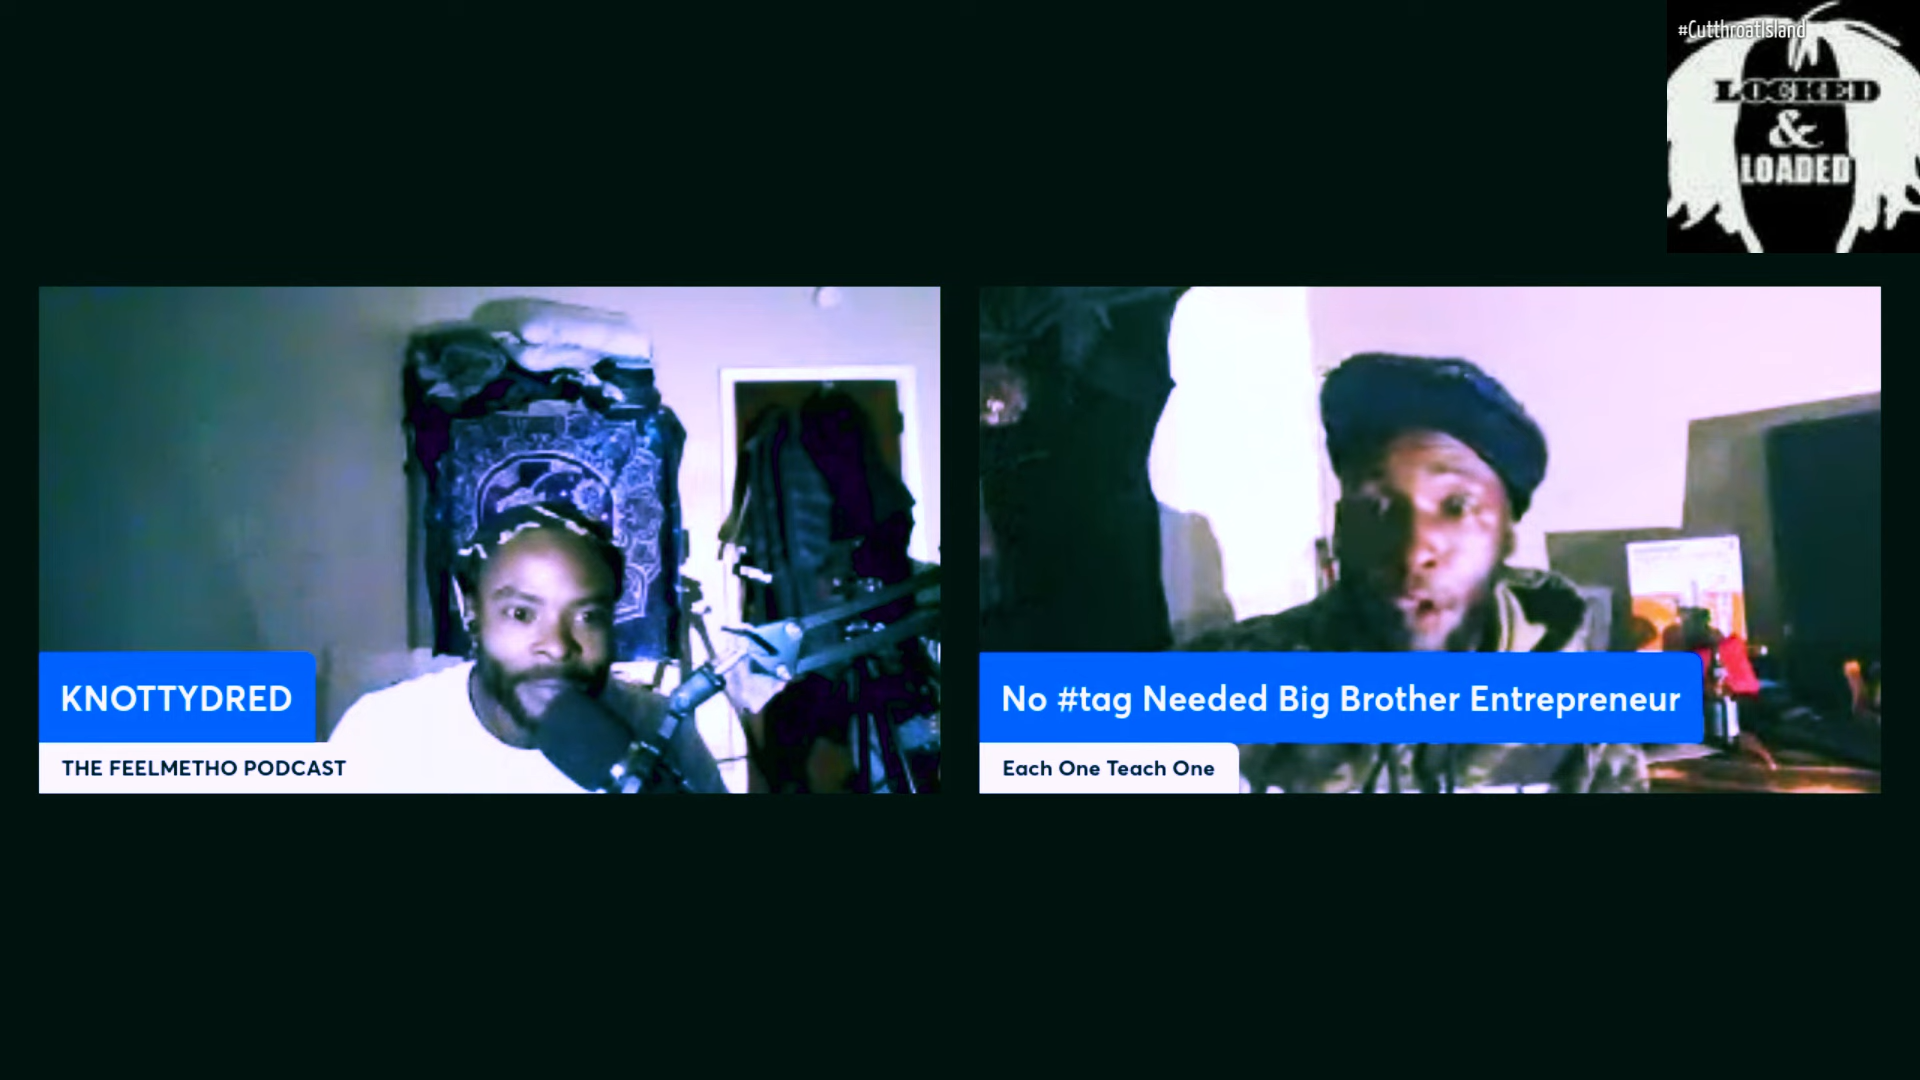 #CutthroatIsland
LOCKED
&
LOADED
KNOTTYDRED
THE FEELMETHO PODCAST
No #tag Needed Big Brother Entrepreneur
Each One Teach One